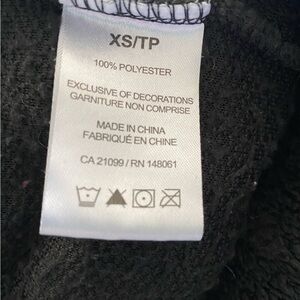 XS/TP
100% POLYESTER
EXCLUSIVE OF DECORATIONS
GARNITURE NON COMPRISE
MADE IN CHINA
FABRIQUÉ EN CHINE
CA 21099 / RN 148061